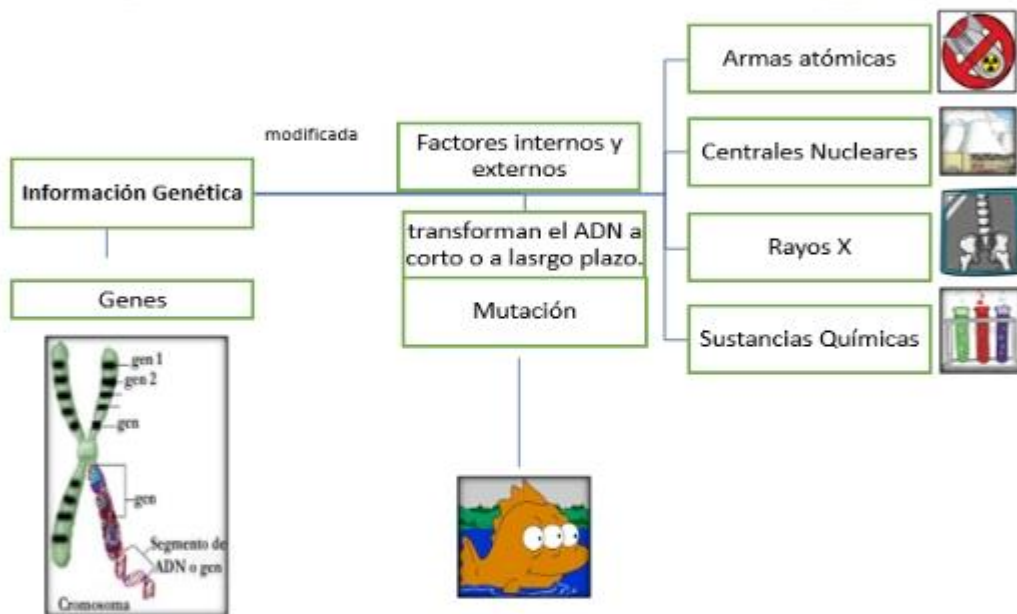 Información Genética
Genes
gen 1
gen 2
gen
gen
Segmento de
ADN o gen
Cromosoma
modificada
Factores internos y
externos
transforman el ADN a
corto o a lasrgo plazo.
Mutación
Armas atómicas
Centrales Nucleares
Rayos X
Sustancias Químicas